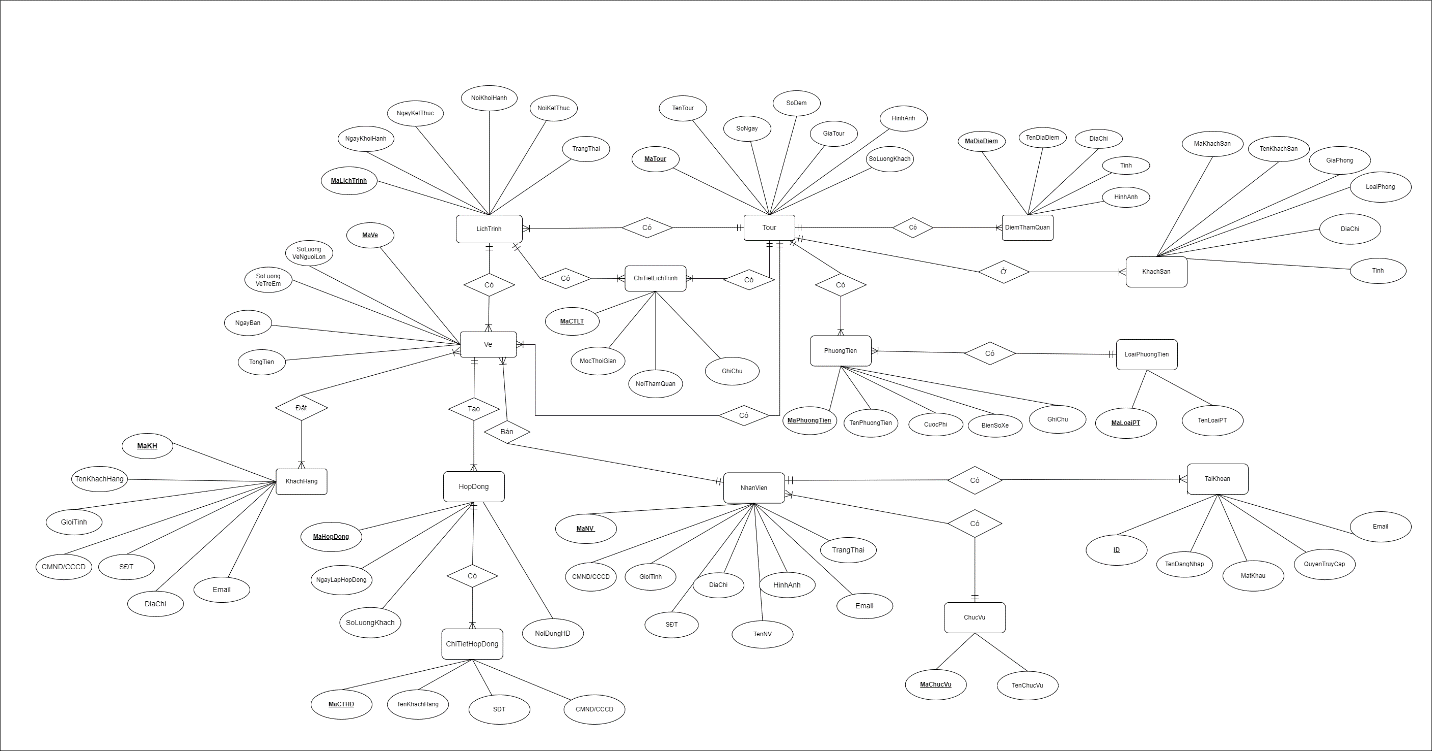 NoiKhoiHanh
NgayKetThuc
NoiKetThuc
NgayKhoiHanh
TrangThai
MaLichTrinh
LichTrinh
TenTour
SoDem
SoNgay
GiaTour
HinhAnh
MaTour
SoLuongKhach
Có
Tour
Có
MaDiaDiem
TenDiaDiem
DiaChi
Tinh
HinhAnh
DiemThamQuan
MaKhachSan
TenKhachSan
GiaPhong
LoaiPhong
DiaChi
Tinh
KhachSan
Ở
MaVe
SoLuong
VeNguoiLon
SoLuong
VeTreEm
NgayBan
TongTien
Có
Ve
Có
ChiTietLichTrinh
Có
MaCTLT
MocThoiGian
NoiThamQuan
GhiChu
Có
PhuongTien
Có
LoaiPhuongTien
MaPhuongTien
TenPhuongTien
CuocPhi
BienSoXe
GhiChu
MaLoaiPT
TenLoaiPT
Đặt
Tạo
Bán
Có
MaKH
TenKhachHang
GioiTinh
CMND/CCCD
SĐT
DiaChi
Email
KhachHang
HopDong
MaHopDong
NgayLapHopDong
SoLuongKhach
NoiDungHD
Có
ChiTietHopDong
MaCTHD
TenKhachHang
SDT
CMND/CCCD
NhanVien
MaNV
CMND/CCCD
GioiTinh
SĐT
DiaChi
TenNV
HinhAnh
Email
TrangThai
Có
TaiKhoan
ID
TenDangNhap
MatKhau
QuyenTruyCap
Email
Có
ChucVu
MaChucVu
TenChucVu